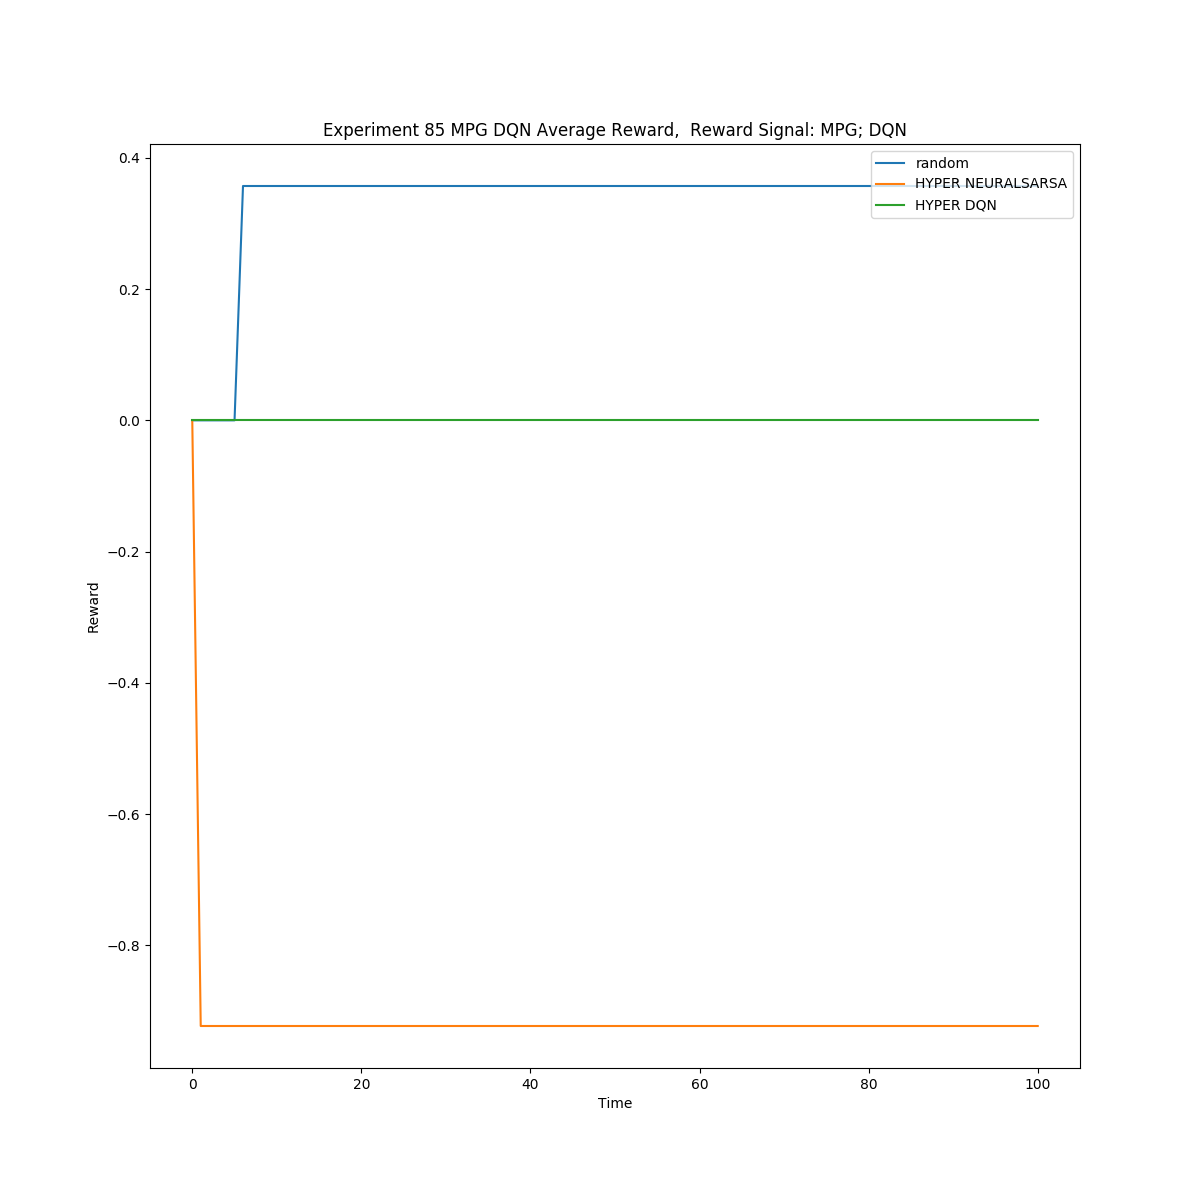 Experiment 85 MPG DQN Average Reward,  Reward Signal: MPG; DQN
random
HYPER NEURALSARSA
HYPER DQN
0.4
0.2
0.0
−0.2
−0.4
−0.6
−0.8
Reward
0 20 40 60 80 100
Time